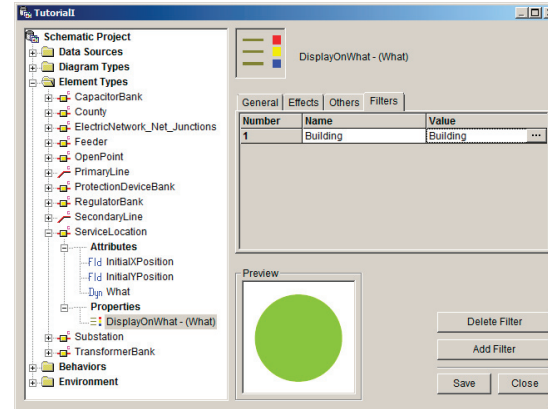 TutorialI
Schematic Project
Data Sources
Diagram Types
Element Types
CapacitorBank
County
ElectricNetwork_Net_Junctions
Feeder
OpenPoint
PrimaryLine
ProtectionDeviceBank
RegulatorBank
SecondaryLine
ServiceLocation
Attributes
Fld InitialXPosition
Fld InitialYPosition
Dyn What
Properties
DisplayOnWhat - (What)
Substation
TransformerBank
Behaviors
Environment
DisplayOnWhat - (What)
General Effects Others Filters
Number Name Value
1 Building Building ...
Preview
Delete Filter
Add Filter
Save Close